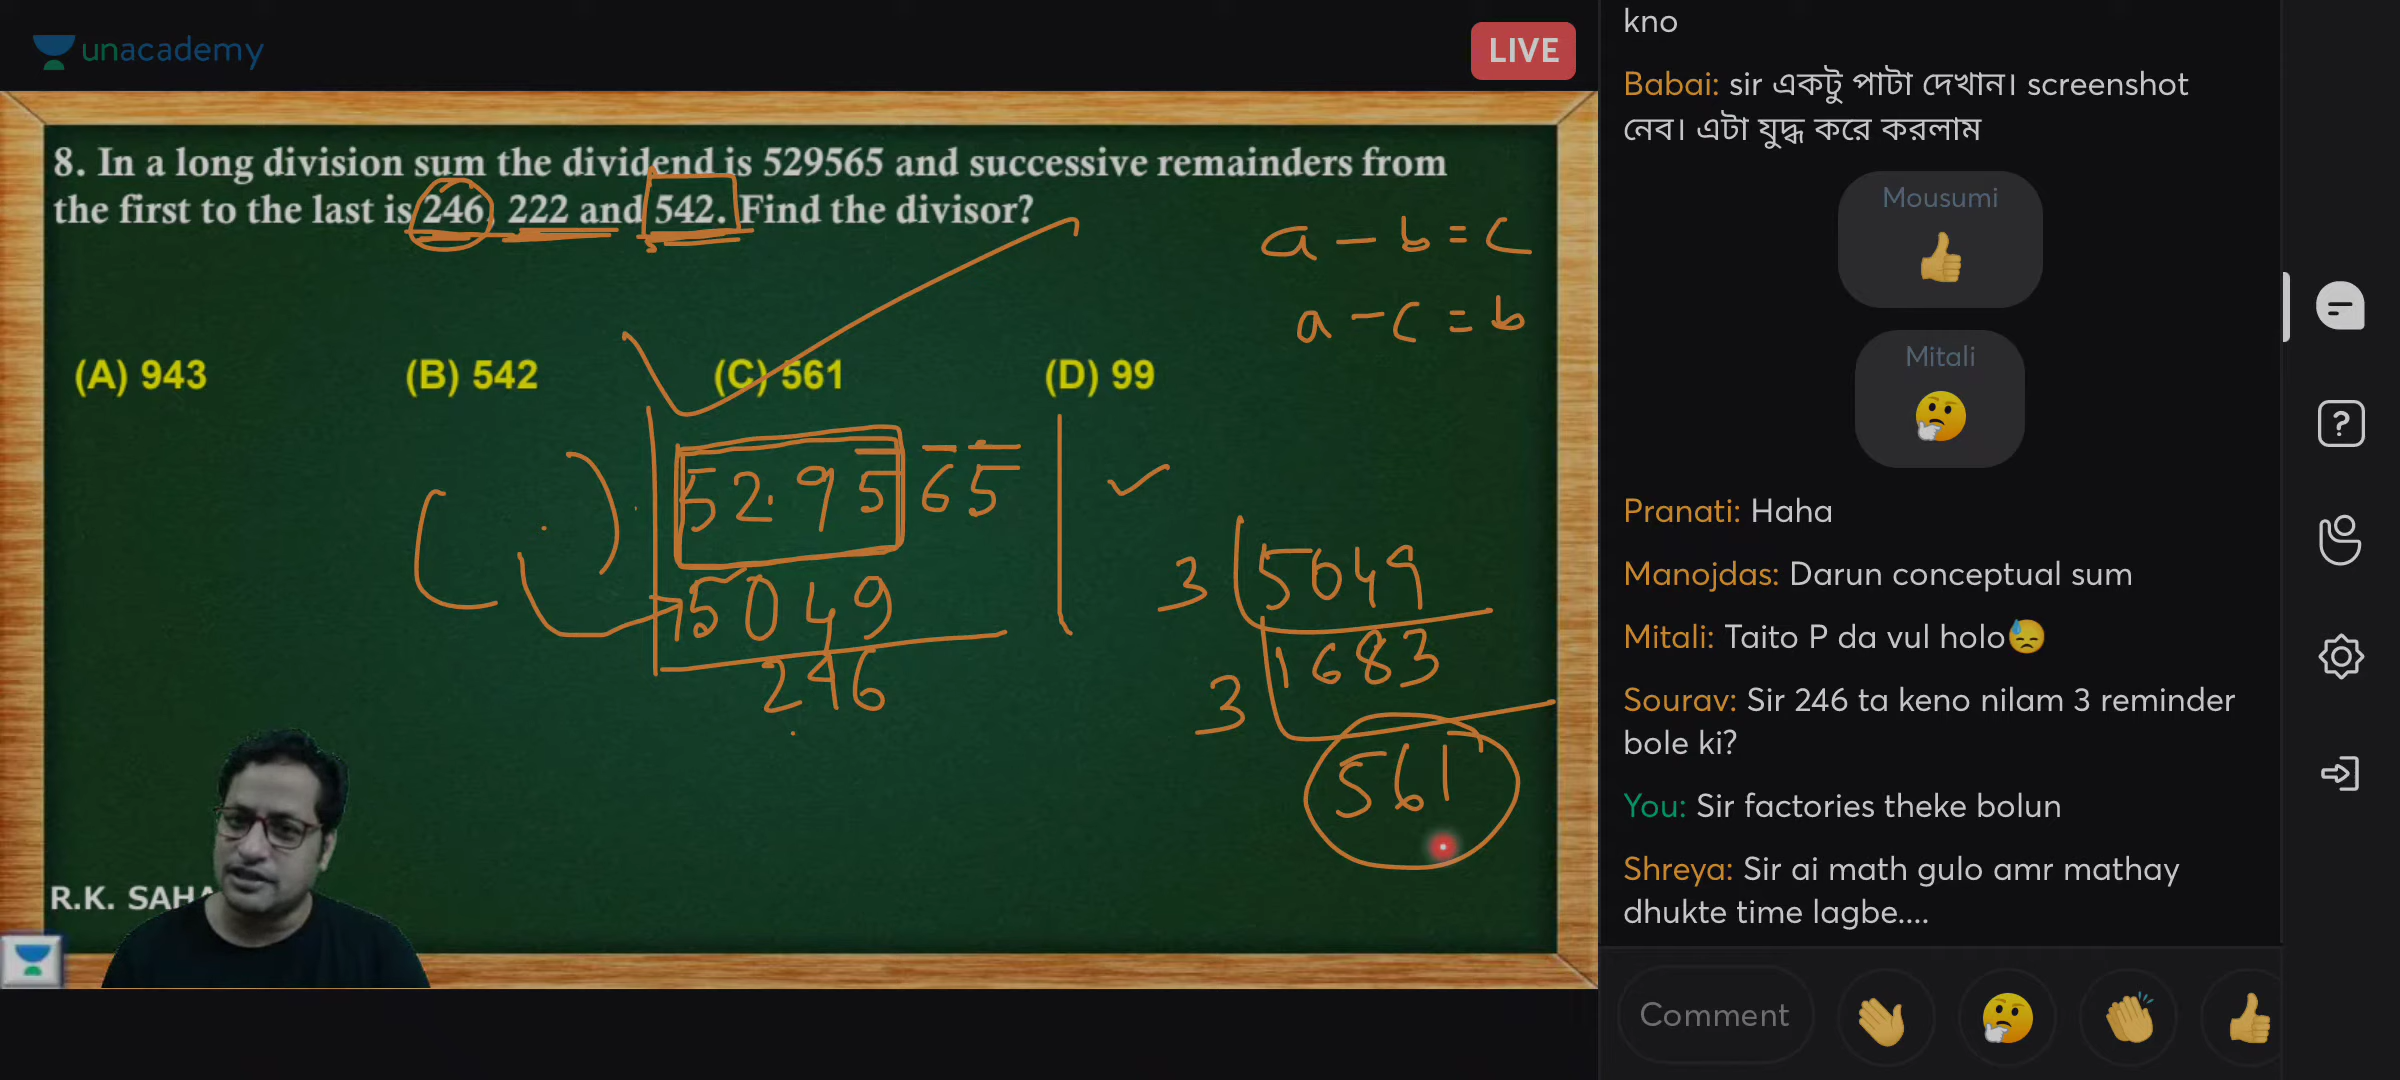 unacademy
LIVE
8. In a long division sum the dividend is 529565 and successive remainders from
the first to the last is 246, 222 and 542. Find the divisor?
a - b = c
a - c = b
(A) 943
(B) 542
(C) 561
(D) 99
529565
5049
246
3 5049
3 1683
561
R.K. SAHA
kno
Babai: sir একটু পাটা দেখান। screenshot
নেব। এটা যুদ্ধ করে করলাম
Mousumi
Mitali
Pranati: Haha
Manojdas: Darun conceptual sum
Mitali: Taito P da vul holo😓
Sourav: Sir 246 ta keno nilam 3 reminder
bole ki?
You: Sir factories theke bolun
Shreya: Sir ai math gulo amr mathay
dhukte time lagbe....
Comment